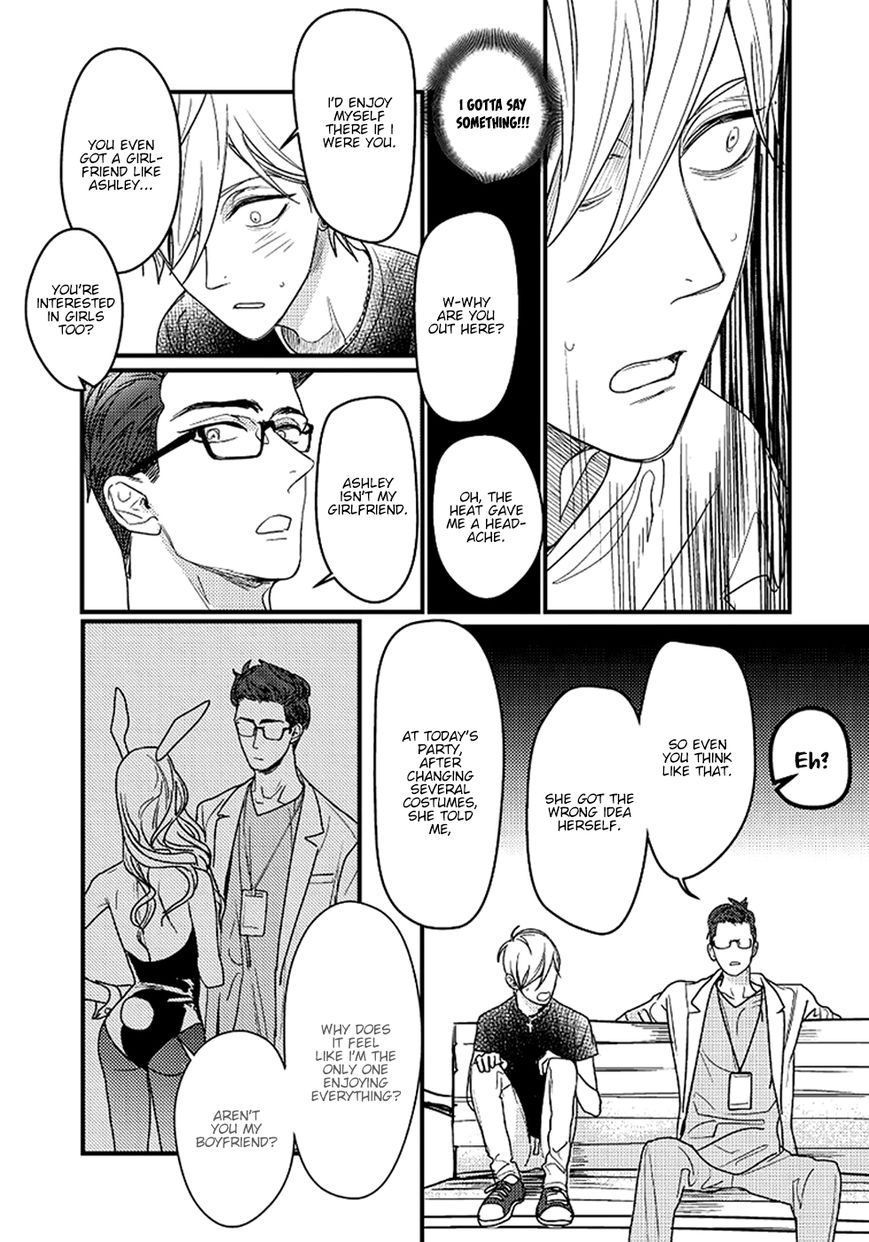 I GOTTA SAY
SOMETHING!!!
W-WHY
ARE YOU
OUT HERE?
OH, THE
HEAT GAVE
ME A HEAD-
ACHE.
I'D ENJOY
MYSELF
THERE IF I
WERE YOU.
YOU EVEN
GOT A GIRL-
FRIEND LIKE
ASHLEY...
YOU'RE
INTERESTED
IN GIRLS
TOO?
ASHLEY
ISN'T MY
GIRLFRIEND.
Eh?
SO EVEN
YOU THINK
LIKE THAT.
SHE GOT THE
WRONG IDEA
HERSELF.
AT TODAY'S
PARTY,
AFTER
CHANGING
SEVERAL
COSTUMES,
SHE TOLD
ME,
WHY DOES
IT FEEL
LIKE I'M THE
ONLY ONE
ENJOYING
EVERYTHING?
AREN'T
YOU MY
BOYFRIEND?